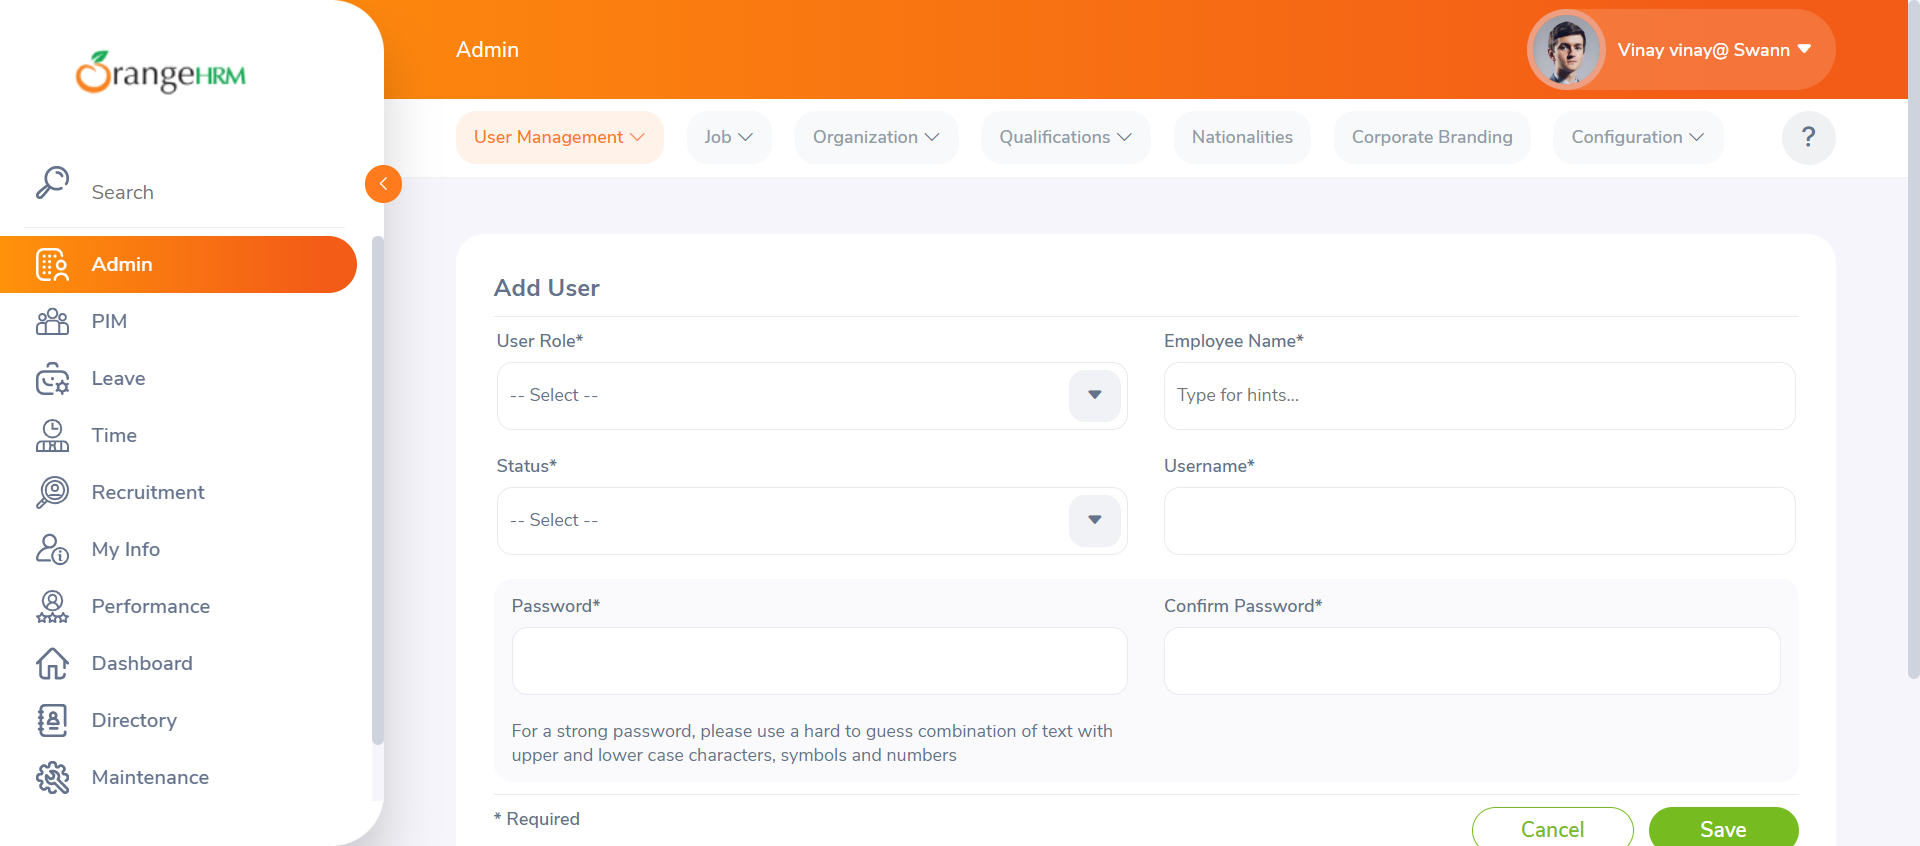 OrangeHRM
Search
Admin
PIM
Leave
Time
Recruitment
My Info
Performance
Dashboard
Directory
Maintenance
Admin
Vinay vinay@ Swann
User Management
Job
Organization
Qualifications
Nationalities
Corporate Branding
Configuration
?
Add User
User Role*
Employee Name*
-- Select --
Type for hints...
Status*
Username*
-- Select --
Password*
Confirm Password*
For a strong password, please use a hard to guess combination of text with
upper and lower case characters, symbols and numbers
* Required
Cancel
Save